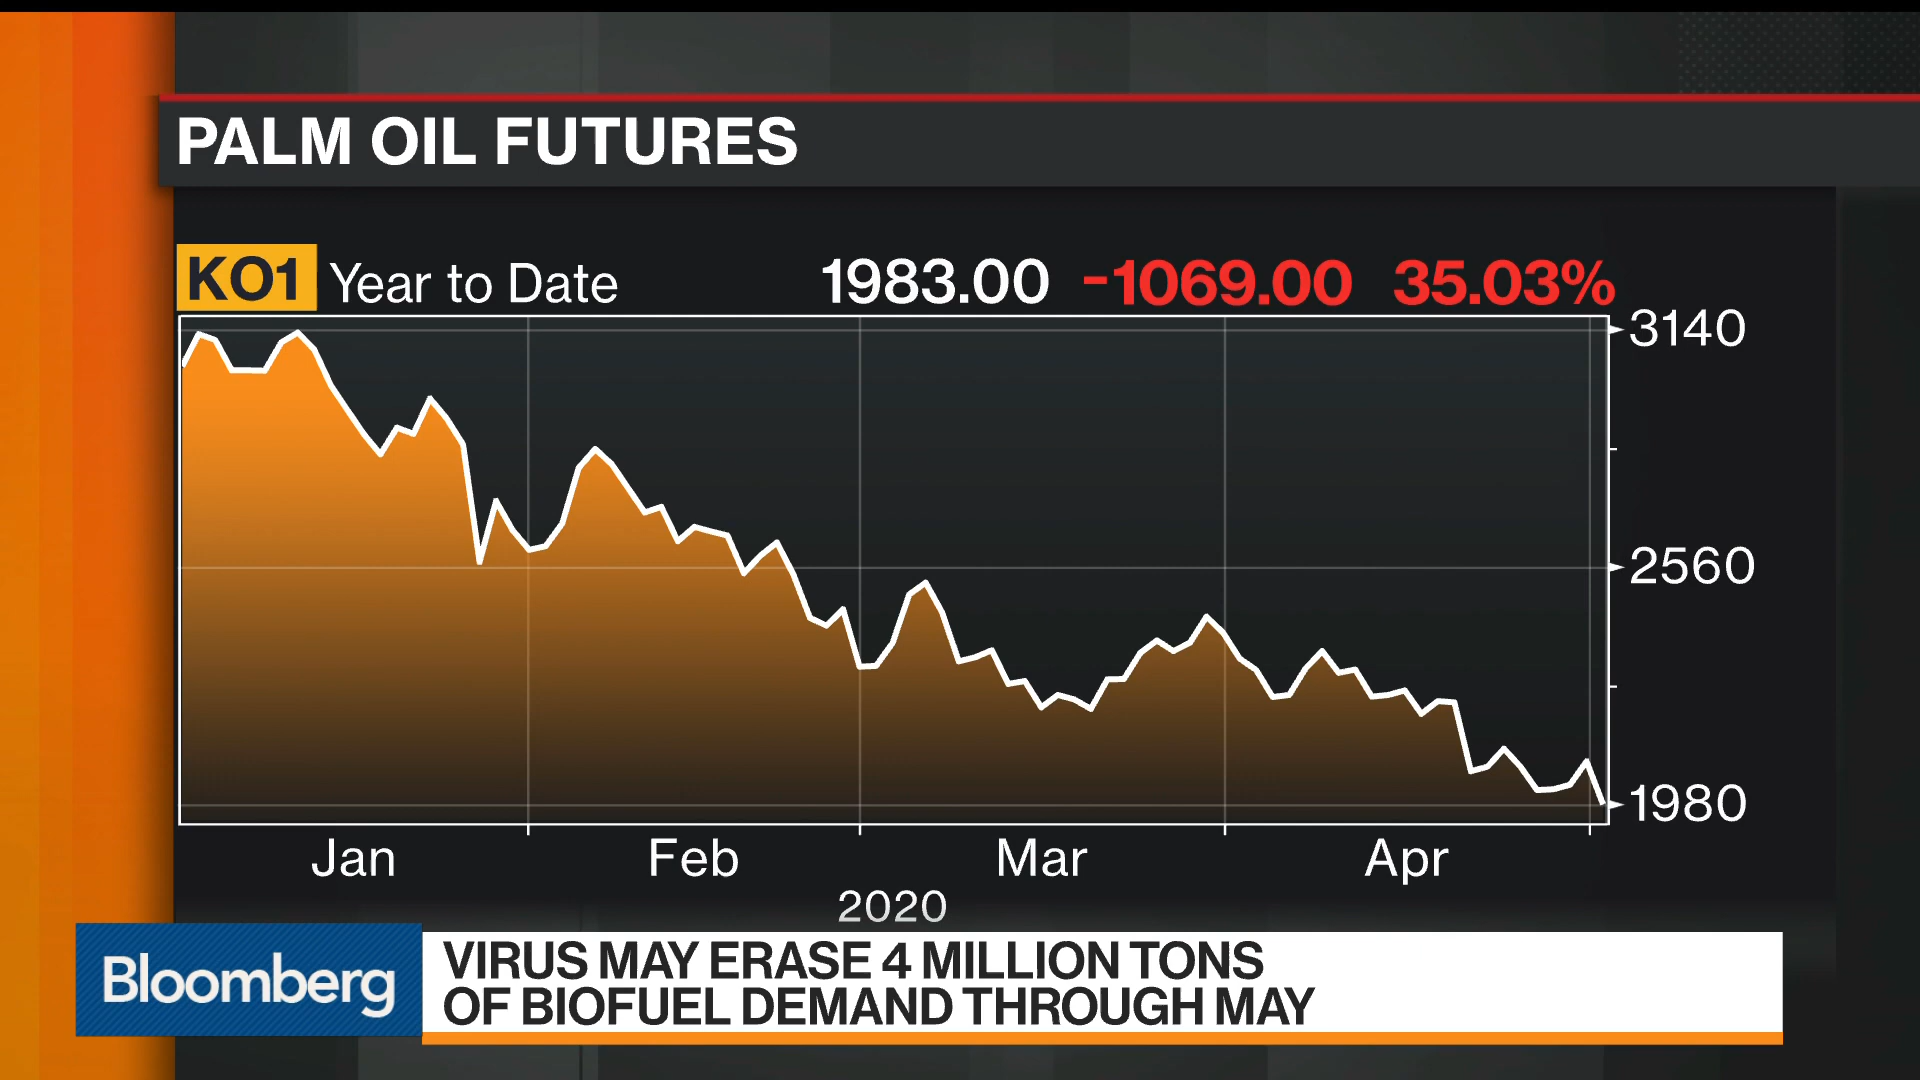 PALM OIL FUTURES
KO1 Year to Date 1983.00 -1069.00 35.03%
3140
2560
1980
Jan Feb Mar Apr
2020
Bloomberg
VIRUS MAY ERASE 4 MILLION TONS
OF BIOFUEL DEMAND THROUGH MAY